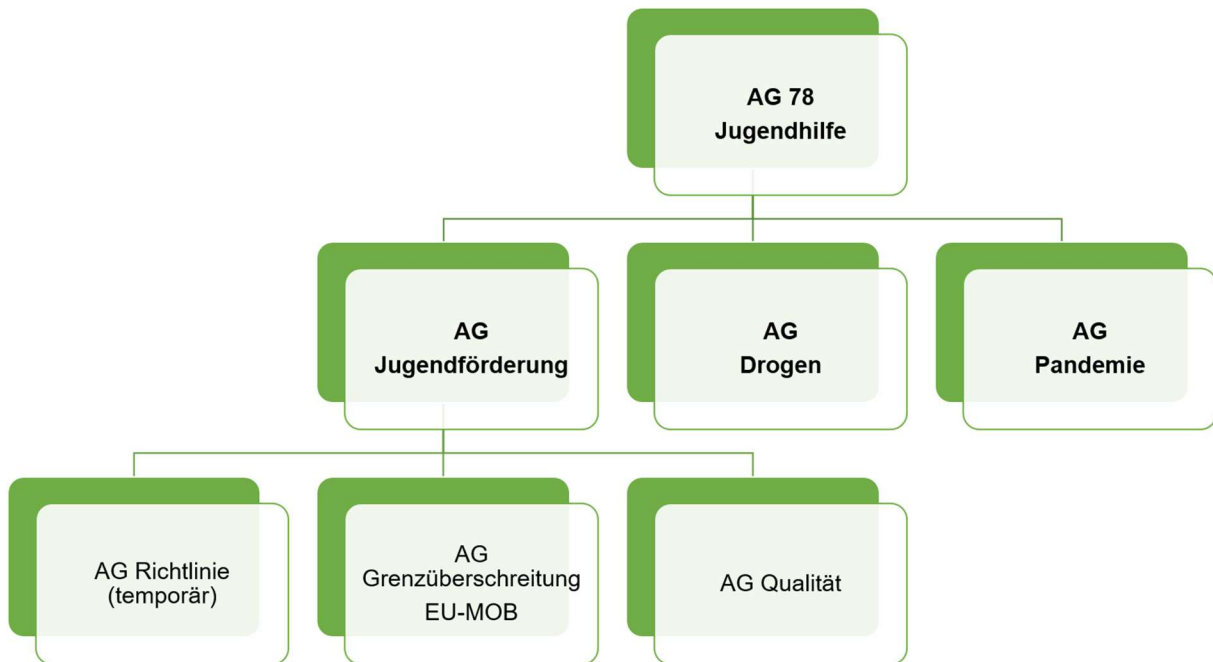 AG 78
Jugendhilfe
AG
Jugendförderung
AG
Drogen
AG
Pandemie
AG Richtlinie
(temporär)
AG
Grenzüberschreitung
EU-MOB
AG Qualität